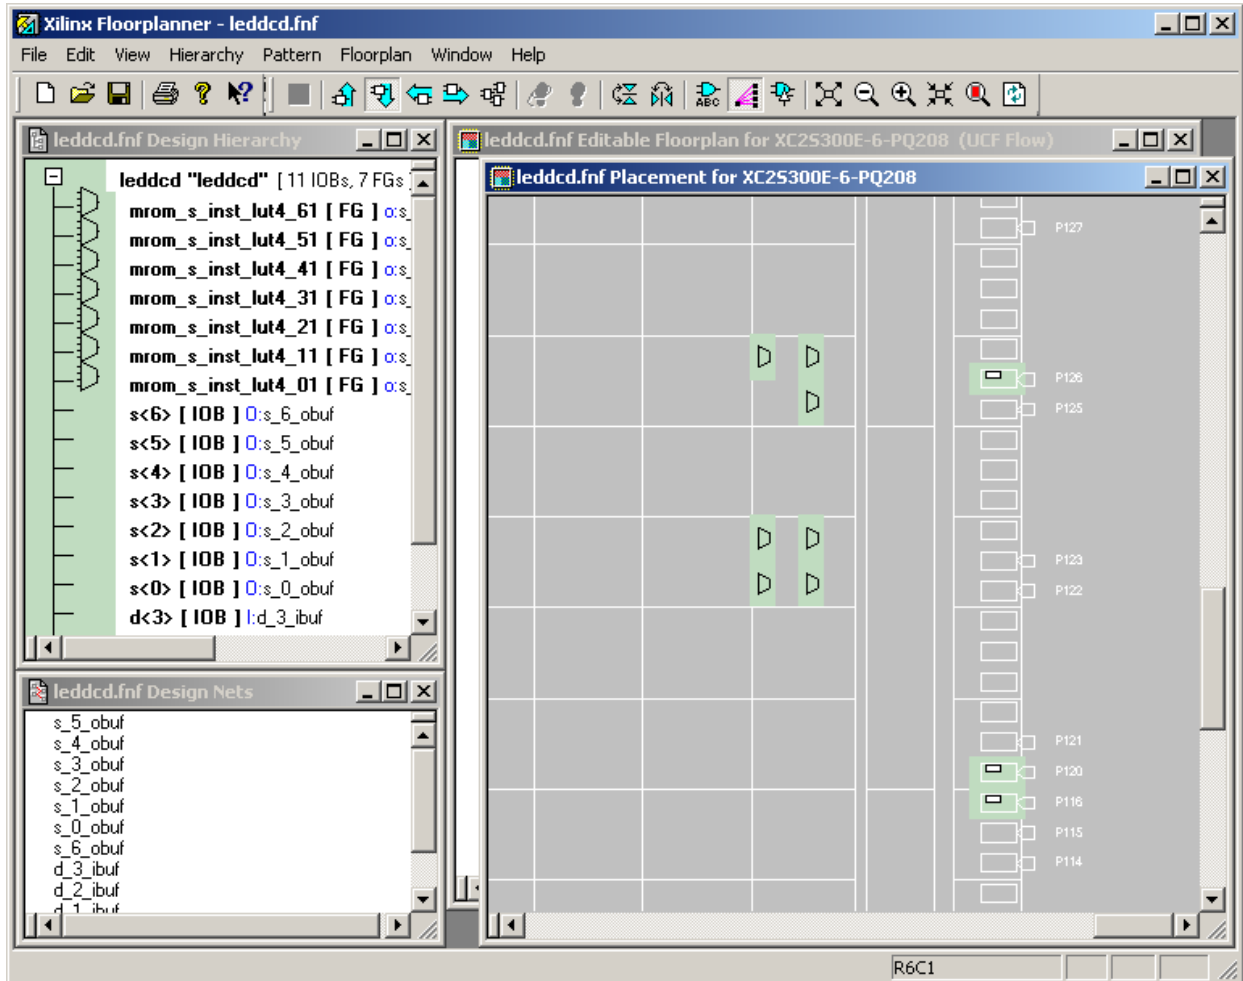 Xilinx Floorplanner - leddcd.fnf
File Edit View Hierarchy Pattern Floorplan Window Help
ABC
leddcd.fnf Design Hierarchy
leddcd "leddcd" [ 11 IOBs, 7 FGs ]
mrom_s_inst_lut4_61 [ FG ] o:s_
mrom_s_inst_lut4_51 [ FG ] o:s_
mrom_s_inst_lut4_41 [ FG ] o:s_
mrom_s_inst_lut4_31 [ FG ] o:s_
mrom_s_inst_lut4_21 [ FG ] o:s_
mrom_s_inst_lut4_11 [ FG ] o:s_
mrom_s_inst_lut4_01 [ FG ] o:s_
s<6> [ IOB ] O:s_6_obuf
s<5> [ IOB ] O:s_5_obuf
s<4> [ IOB ] O:s_4_obuf
s<3> [ IOB ] O:s_3_obuf
s<2> [ IOB ] O:s_2_obuf
s<1> [ IOB ] O:s_1_obuf
s<0> [ IOB ] O:s_0_obuf
d<3> [ IOB ] I:d_3_ibuf
leddcd.fnf Design Nets
s_5_obuf
s_4_obuf
s_3_obuf
s_2_obuf
s_1_obuf
s_0_obuf
s_6_obuf
d_3_ibuf
d_2_ibuf
d_1_ibuf
leddcd.fnf Editable Floorplan for XC2S300E-6-PQ208 (UCF Flow)
leddcd.fnf Placement for XC2S300E-6-PQ208
P127
P126
P125
P123
P122
P121
P120
P116
P115
P114
R6C1